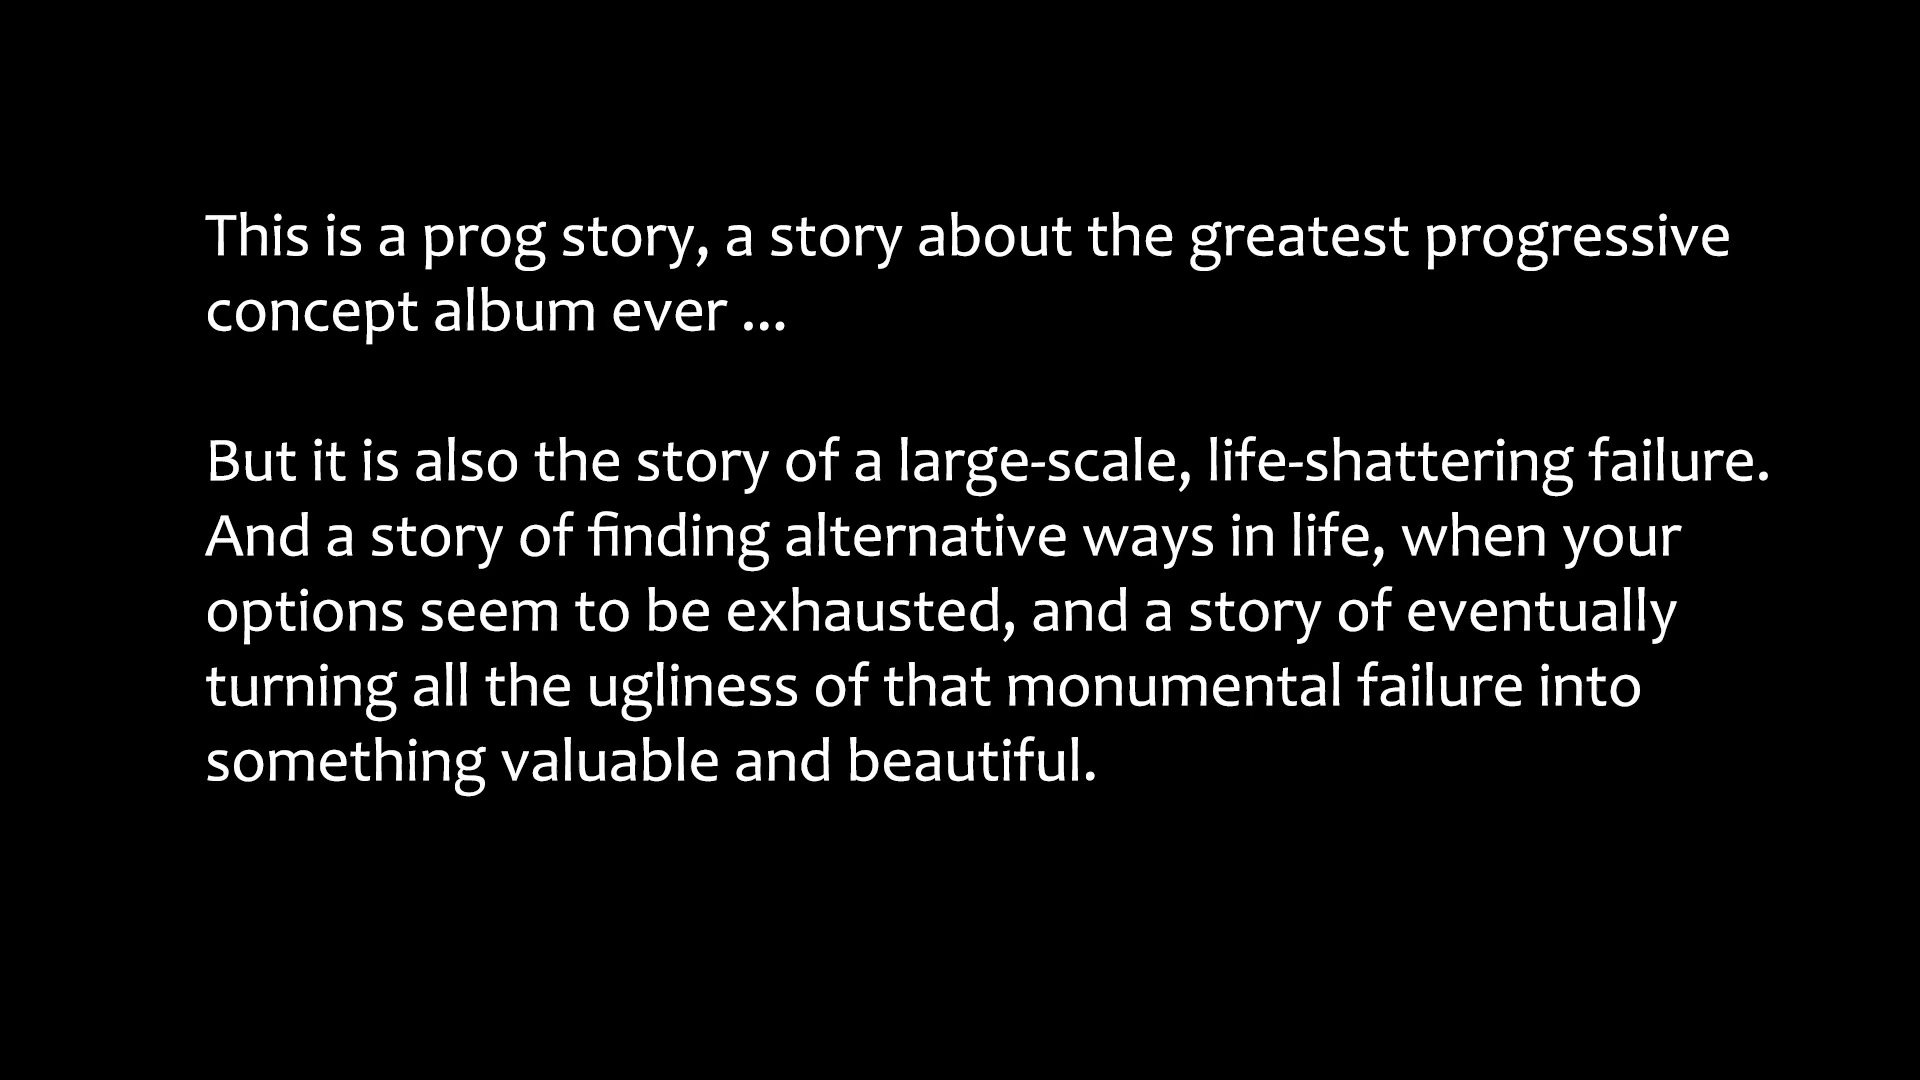 This is a prog story, a story about the greatest progressive
concept album ever ...
But it is also the story of a large-scale, life-shattering failure.
And a story of finding alternative ways in life, when your
options seem to be exhausted, and a story of eventually
turning all the ugliness of that monumental failure into
something valuable and beautiful.